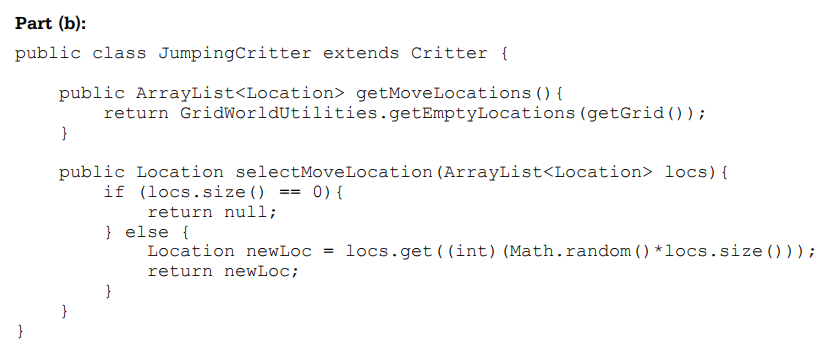 Part (b):
public class JumpingCritter extends Critter {
public ArrayList<Location> getMoveLocations(){
return GridWorldUtilities.getEmptyLocations(getGrid());
}
public Location selectMoveLocation(ArrayList<Location> locs){
if (locs.size() == 0){
return null;
} else {
Location newLoc = locs.get((int)(Math.random()*locs.size()));
return newLoc;
}
}
}